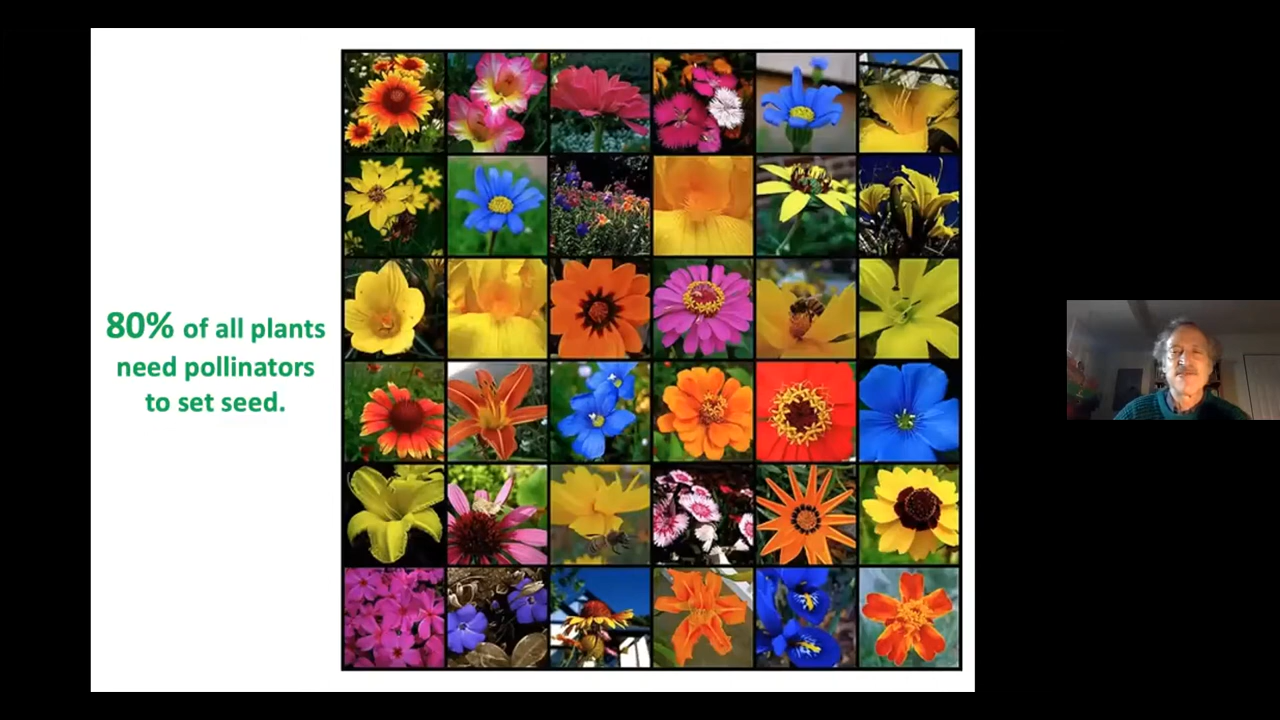 80% of all plants
need pollinators
to set seed.